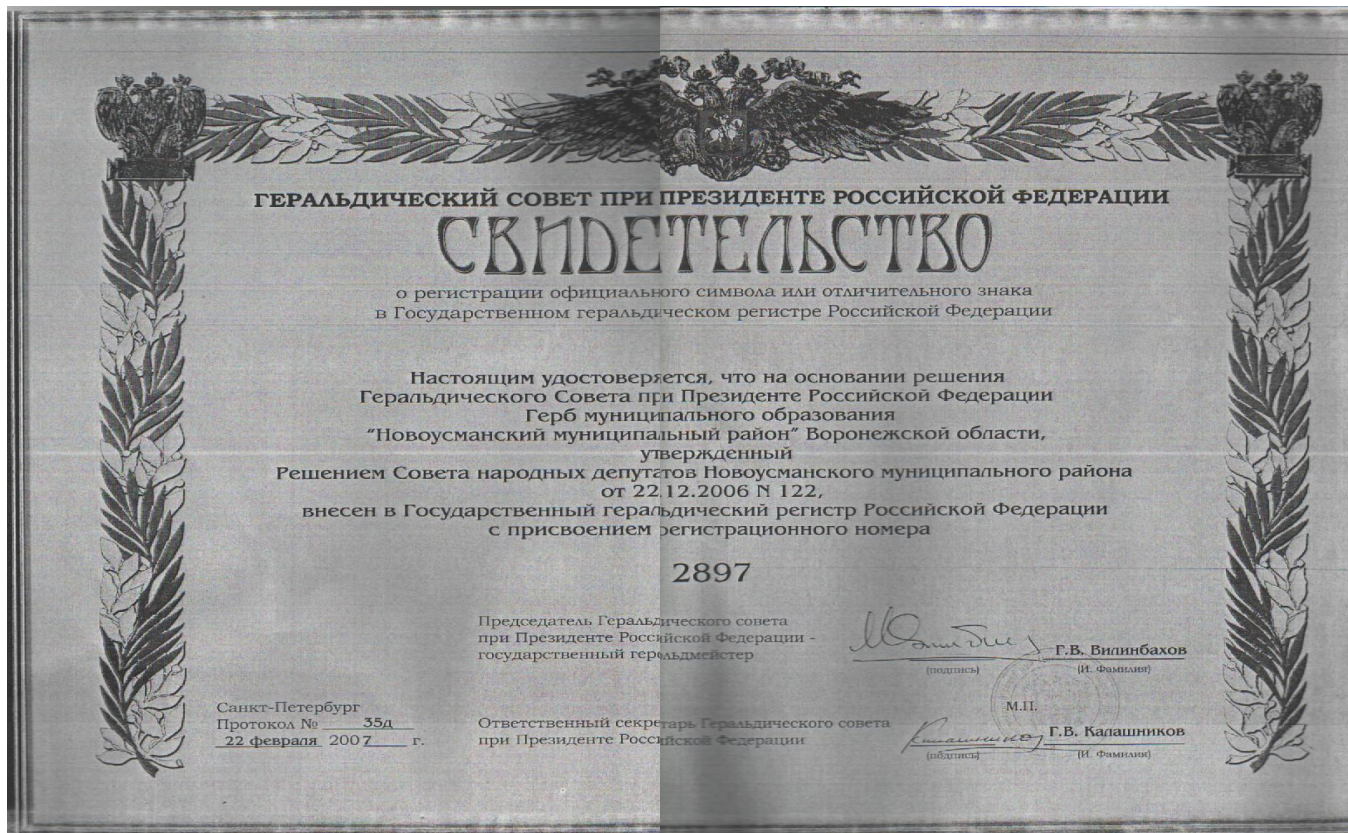 ГЕРАЛЬДИЧЕСКИЙ СОВЕТ ПРИ ПРЕЗИДЕНТЕ РОССИЙСКОЙ ФЕДЕРАЦИИ
СВИДЕТЕЛЬСТВО
о регистрации официального символа или отличительного знака
в Государственном геральдическом регистре Российской Федерации
Настоящим удостоверяется, что на основании решения
Геральдического Совета при Президенте Российской Федерации
Герб муниципального образования
"Новоусманский муниципальный район" Воронежской области,
утвержденный
Решением Совета народных депутатов Новоусманского муниципального района
от 22.12.2006 N 122,
внесен в Государственный геральдический регистр Российской Федерации
с присвоением регистрационного номера
2897
Председатель Геральдического совета
при Президенте Российской Федерации -
государственный герольдмейстер
Г.В. Вилинбахов
(подпись) (И. Фамилия)
М.П.
Санкт-Петербург
Протокол № 35д
22 февраля 2007 г.
Ответственный секретарь Геральдического совета
при Президенте Российской Федерации
Г.В. Калашников
(подпись) (И. Фамилия)